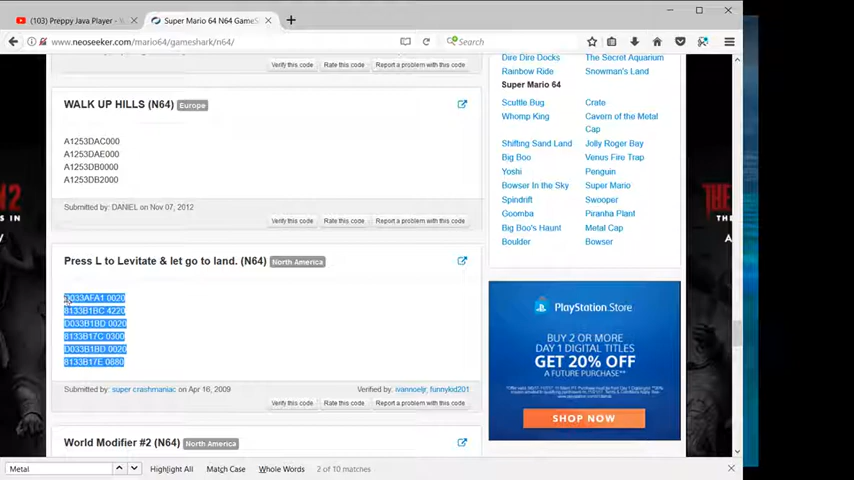 (103) Preppy Java Player -
Super Mario 64 N64 GameS
www.neoseeker.com/mario64/gameshark/n64/
Search
Verify this code
Rate this code
Report a problem with this code
WALK UP HILLS (N64) Europe
A1253DAC000
A1253DAE000
A1253DB0000
A1253DB2000
Submitted by: DANIEL on Nov 07, 2012
Verify this code
Rate this code
Report a problem with this code
Press L to Levitate & let go to land. (N64) North America
D033AFA1 0020
8133B1BC 4220
D033B1BD 0020
8133B17C 0300
D033B1BD 0020
8133B17E 0880
Submitted by: super crashmaniac on Apr 16, 2009
Verified by: ivannoeljr, funnykid201
Verify this code
Rate this code
Report a problem with this code
World Modifier #2 (N64) North America
Dire Dire Docks
The Secret Aquarium
Rainbow Ride
Snowman's Land
Super Mario 64
Scuttle Bug
Crate
Whomp King
Cavern of the Metal
Cap
Shifting Sand Land
Jolly Roger Bay
Big Boo
Venus Fire Trap
Yoshi
Penguin
Bowser In the Sky
Super Mario
Spindrift
Swooper
Goomba
Piranha Plant
Big Boo's Haunt
Metal Cap
Boulder
Bowser
PlayStation Store
BUY 2 OR MORE
DAY 1 DIGITAL TITLES
GET 20% OFF
A FUTURE PURCHASE*
SHOP NOW
Metal
Highlight All
Match Case
Whole Words
2 of 10 matches